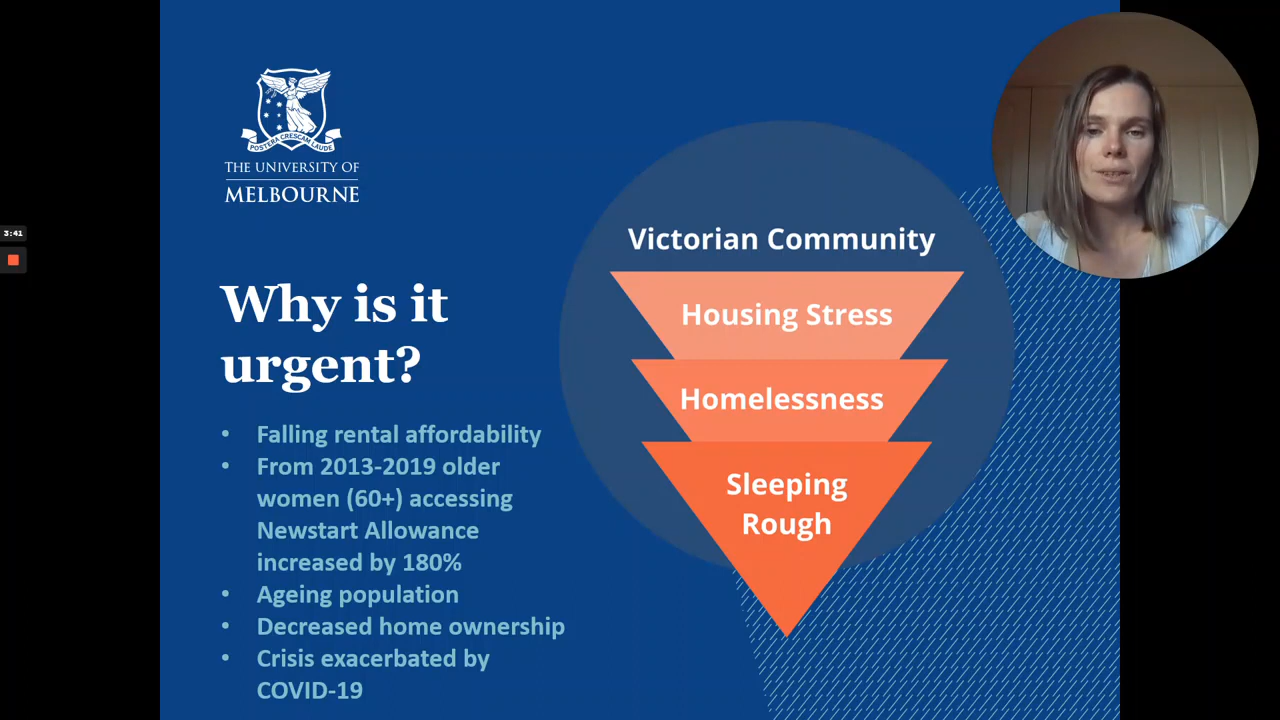 POSTERA CRESCAM LAUDE
THE UNIVERSITY OF
MELBOURNE
3:41
Why is it
urgent?
• Falling rental affordability
• From 2013-2019 older
women (60+) accessing
Newstart Allowance
increased by 180%
• Ageing population
• Decreased home ownership
• Crisis exacerbated by
COVID-19
Victorian Community
Housing Stress
Homelessness
Sleeping
Rough